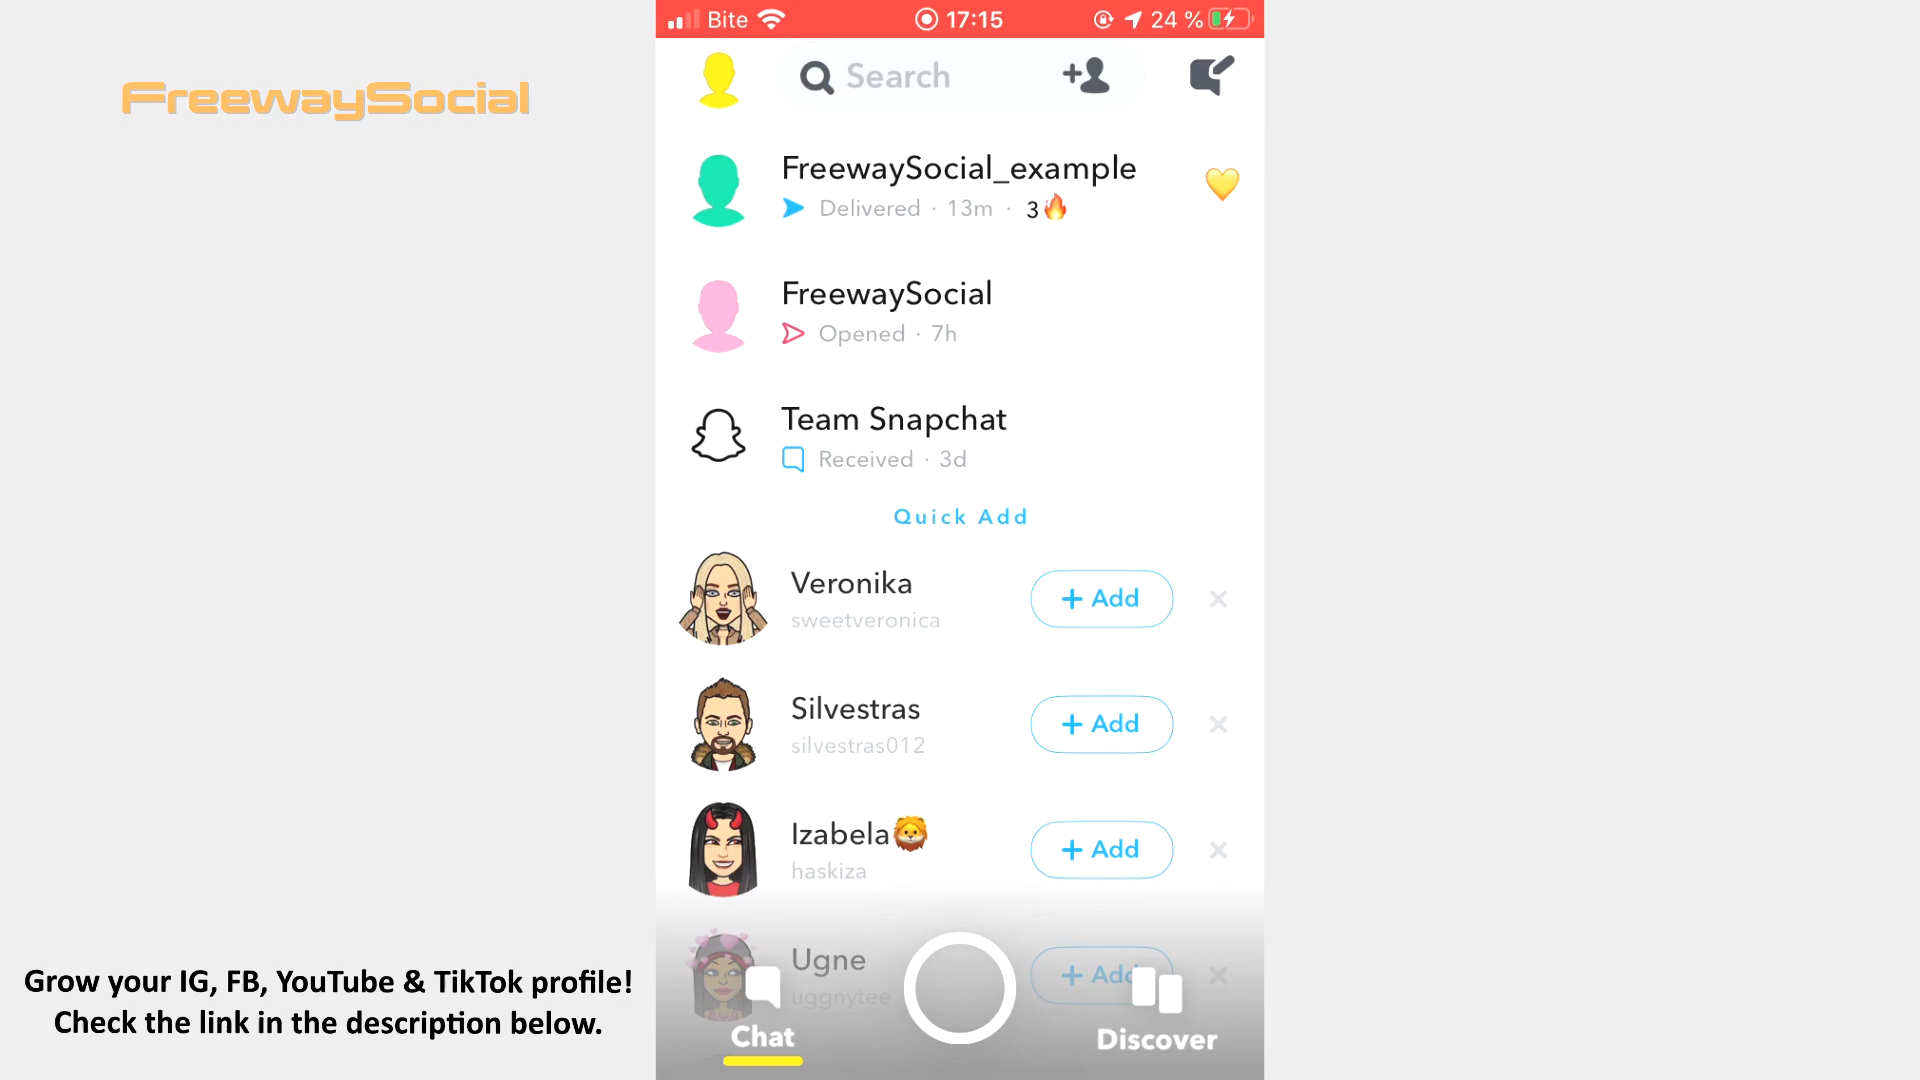 FreewaySocial
Bite 17:15 24 %
Search
FreewaySocial_example
Delivered · 13m · 3🔥
💛
FreewaySocial
Opened · 7h
Team Snapchat
Received · 3d
Quick Add
Veronika
sweetveronica
+ Add
Silvestras
silvestras012
+ Add
Izabela🦁
haskiza
+ Add
Ugne
uggnytee
+ Add
Chat
Discover
Grow your IG, FB, YouTube & TikTok profile!
Check the link in the description below.